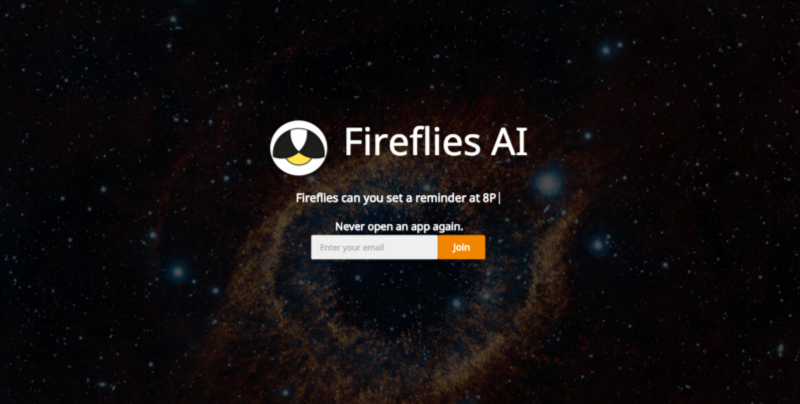 Fireflies AI
Fireflies can you set a reminder at 8P|
Never open an app again.
Enter your email Join